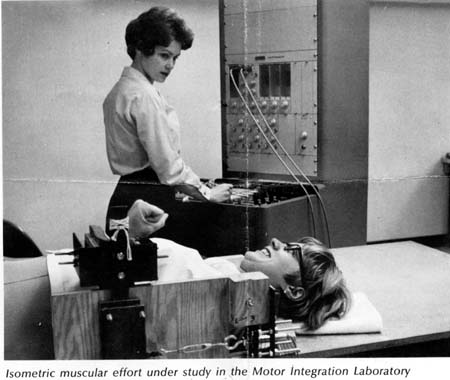 Isometric muscular effort under study in the Motor Integration Laboratory